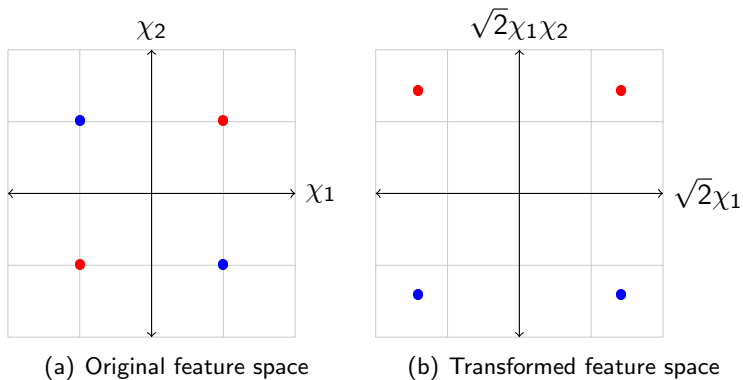 χ₂
√2χ₁χ₂
χ₁
√2χ₁
(a) Original feature space
(b) Transformed feature space